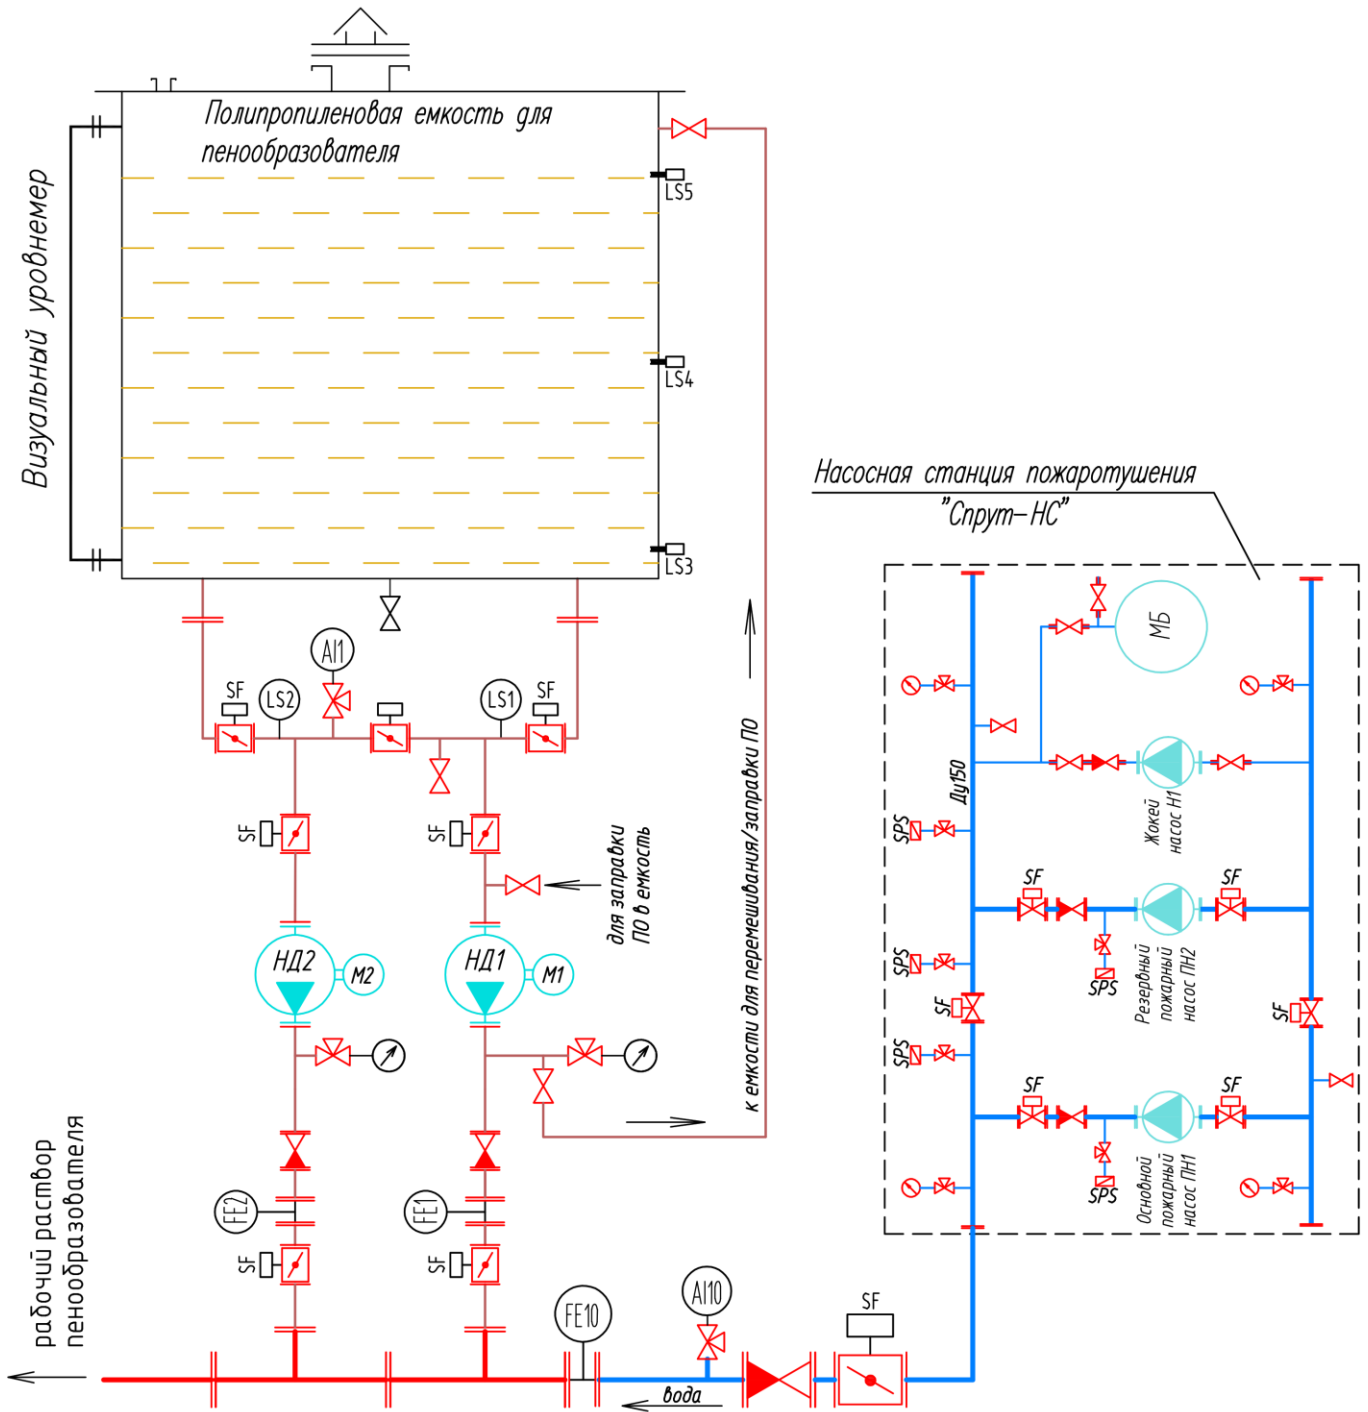 Полипропиленовая емкость для
пенообразователя
Визуальный уровнемер
LS5
LS4
LS3
Насосная станция пожаротушения
"Спрут-НС"
МБ
AI1
SF
LS2
LS1
SF
Ду150
Жокей
насос Н1
SPS
SF
SF
для заправки
ПО в емкость
к емкости для перемешивания/заправки ПО
SF
SF
SPS
SPS
Резервный
пожарный
насос ПН2
НД2
М2
НД1
М1
SF
SF
SPS
SF
SF
SPS
Основной
пожарный
насос ПН1
FE2
FE1
SF
SF
рабочий раствор
пенообразователя
FE10
AI10
SF
вода